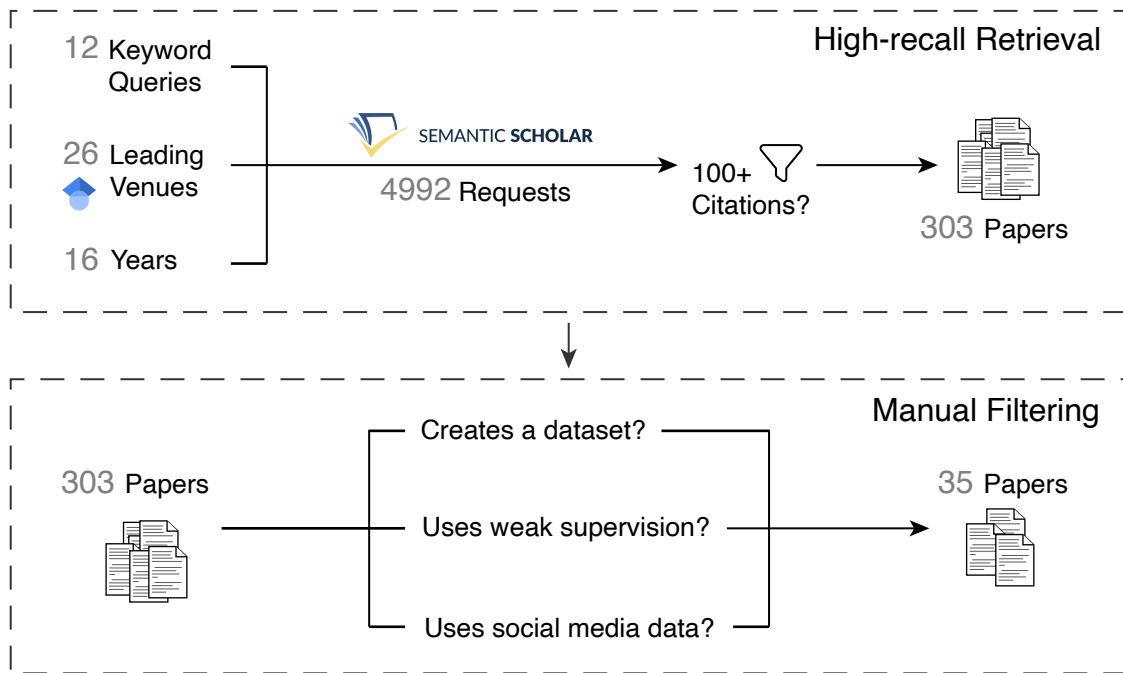 High-recall Retrieval
12 Keyword
Queries
26 Leading
Venues
16 Years
SEMANTIC SCHOLAR
4992 Requests
100+
Citations?
303 Papers
Manual Filtering
303 Papers
Creates a dataset?
Uses weak supervision?
Uses social media data?
35 Papers